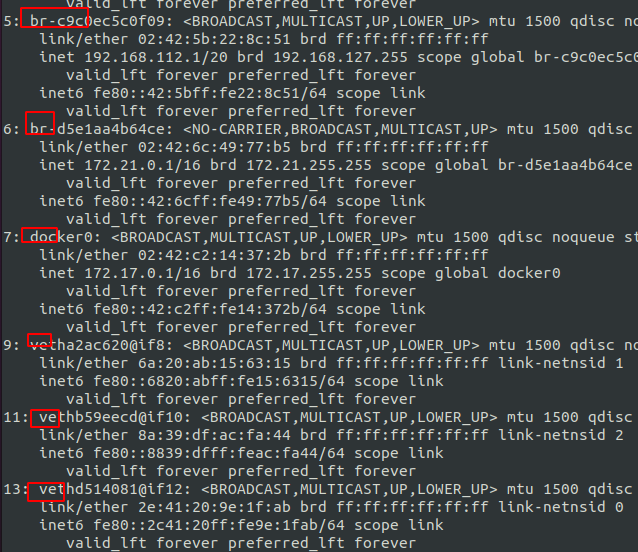 valid_lft forever preferred_lft forever
5: br-c9c0ec5c0f09: <BROADCAST,MULTICAST,UP,LOWER_UP> mtu 1500 qdisc no
link/ether 02:42:5b:22:8c:51 brd ff:ff:ff:ff:ff:ff
inet 192.168.112.1/20 brd 192.168.127.255 scope global br-c9c0ec5c0
valid_lft forever preferred_lft forever
inet6 fe80::42:5bff:fe22:8c51/64 scope link
valid_lft forever preferred_lft forever
6: br-d5e1aa4b64ce: <NO-CARRIER,BROADCAST,MULTICAST,UP> mtu 1500 qdisc
link/ether 02:42:6c:49:77:b5 brd ff:ff:ff:ff:ff:ff
inet 172.21.0.1/16 brd 172.21.255.255 scope global br-d5e1aa4b64ce
valid_lft forever preferred_lft forever
inet6 fe80::42:6cff:fe49:77b5/64 scope link
valid_lft forever preferred_lft forever
7: docker0: <BROADCAST,MULTICAST,UP,LOWER_UP> mtu 1500 qdisc noqueue st
link/ether 02:42:c2:14:37:2b brd ff:ff:ff:ff:ff:ff
inet 172.17.0.1/16 brd 172.17.255.255 scope global docker0
valid_lft forever preferred_lft forever
inet6 fe80::42:c2ff:fe14:372b/64 scope link
valid_lft forever preferred_lft forever
9: vetha2ac620@if8: <BROADCAST,MULTICAST,UP,LOWER_UP> mtu 1500 qdisc no
link/ether 6a:20:ab:15:63:15 brd ff:ff:ff:ff:ff:ff link-netnsid 1
inet6 fe80::6820:abff:fe15:6315/64 scope link
valid_lft forever preferred_lft forever
11: vethb59eecd@if10: <BROADCAST,MULTICAST,UP,LOWER_UP> mtu 1500 qdisc
link/ether 8a:39:df:ac:fa:44 brd ff:ff:ff:ff:ff:ff link-netnsid 2
inet6 fe80::8839:dfff:feac:fa44/64 scope link
valid_lft forever preferred_lft forever
13: vethd514081@if12: <BROADCAST,MULTICAST,UP,LOWER_UP> mtu 1500 qdisc
link/ether 2e:41:20:9e:1f:ab brd ff:ff:ff:ff:ff:ff link-netnsid 0
inet6 fe80::2c41:20ff:fe9e:1fab/64 scope link
valid_lft forever preferred_lft forever